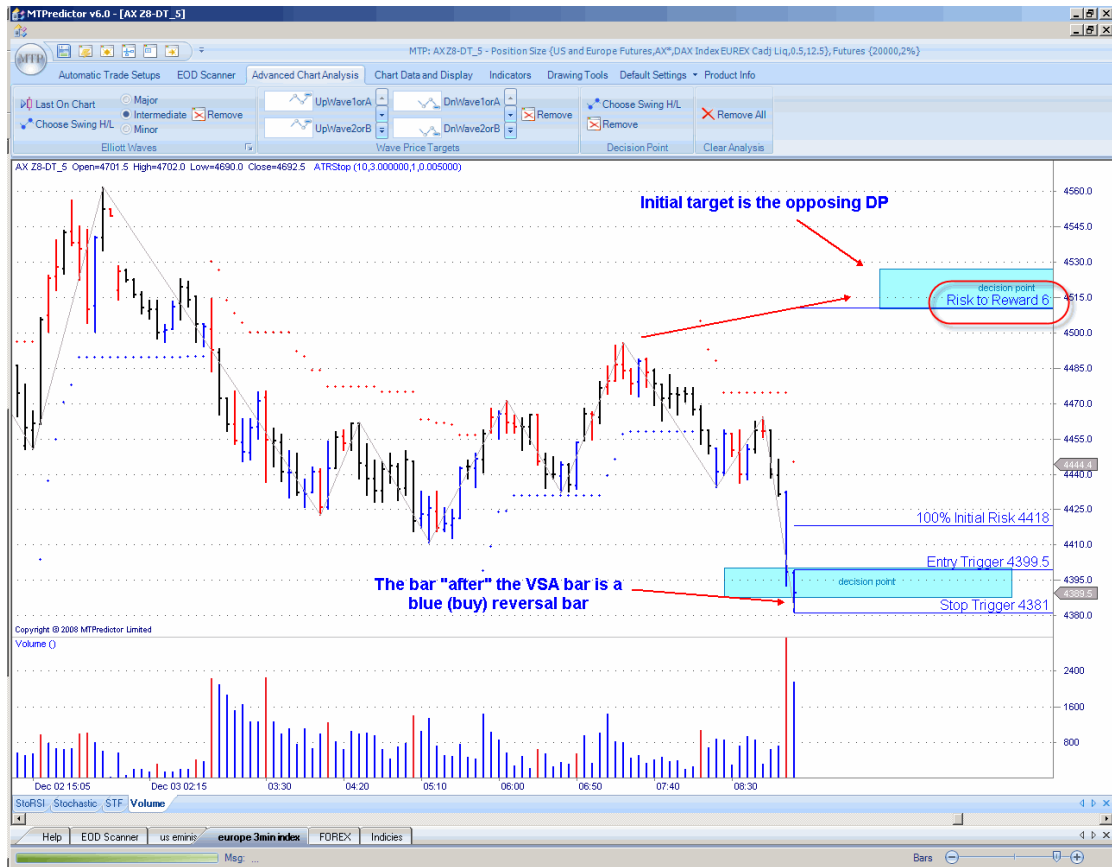 MTPredictor v6.0 - [AX Z8-DT_5]
MTP
MTP: AX Z8-DT_5 - Position Size {US and Europe Futures,AX*,DAX Index EUREX Cadj Liq,0.5,12.5}, Futures {20000,2%}
Automatic Trade Setups EOD Scanner Advanced Chart Analysis Chart Data and Display Indicators Drawing Tools Default Settings Product Info
Last On Chart
Choose Swing H/L
Major
Intermediate
Minor
Remove
Elliott Waves
UpWave1orA
UpWave2orB
DnWave1orA
DnWave2orB
Remove
Wave Price Targets
Choose Swing H/L
Remove
Decision Point
Remove All
Clear Analysis
AX Z8-DT_5 Open=4701.5 High=4702.0 Low=4690.0 Close=4692.5 ATRStop (10,3.000000,1,0.005000)
Initial target is the opposing DP
decision point
Risk to Reward 6
100% Initial Risk 4418
Entry Trigger 4399.5
decision point
Stop Trigger 4381
The bar "after" the VSA bar is a
blue (buy) reversal bar
4560.0
4545.0
4530.0
4515.0
4500.0
4485.0
4470.0
4455.0
4444.4
4440.0
4425.0
4410.0
4395.0
4389.5
4380.0
Copyright © 2008 MTPredictor Limited
Volume ()
2400
1600
800
Dec 02 15:05 Dec 03 02:15 03:30 04:20 05:10 06:00 06:50 07:40 08:30
StoRSI Stochastic STF Volume
Help EOD Scanner us eminis europe 3min index FOREX Indicies
Msg: ...
Bars